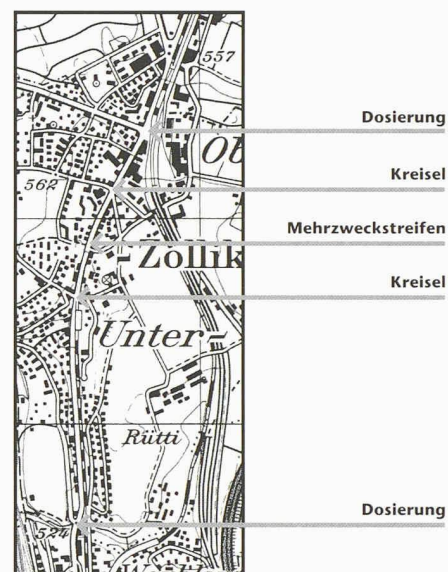 557
Dosierung
Ob
Kreisel
562
Mehrzweckstreifen
Zollik
Kreisel
Unter-
Rütti
Dosierung